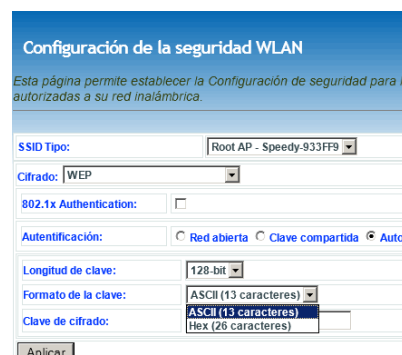 Configuración de la seguridad WLAN
Esta página permite establecer la Configuración de seguridad para
autorizadas a su red inalámbrica.
SSID Tipo: Root AP - Speedy-933FF9
Cifrado: WEP
802.1x Authentication:
Autentificación: Red abierta Clave compartida Auto
Longitud de clave: 128-bit
Formato de la clave: ASCII (13 caracteres)
ASCII (13 caracteres)
Clave de cifrado: Hex (26 caracteres)
Aplicar